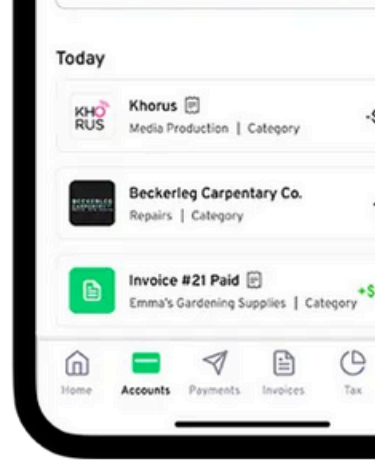 Today
KHO
RUS
Khorus
Media Production | Category
-$
Beckerleg Carpentary Co.
Repairs | Category
Invoice #21 Paid
+$
Emma's Gardening Supplies | Category
Home Accounts Payments Invoices Tax